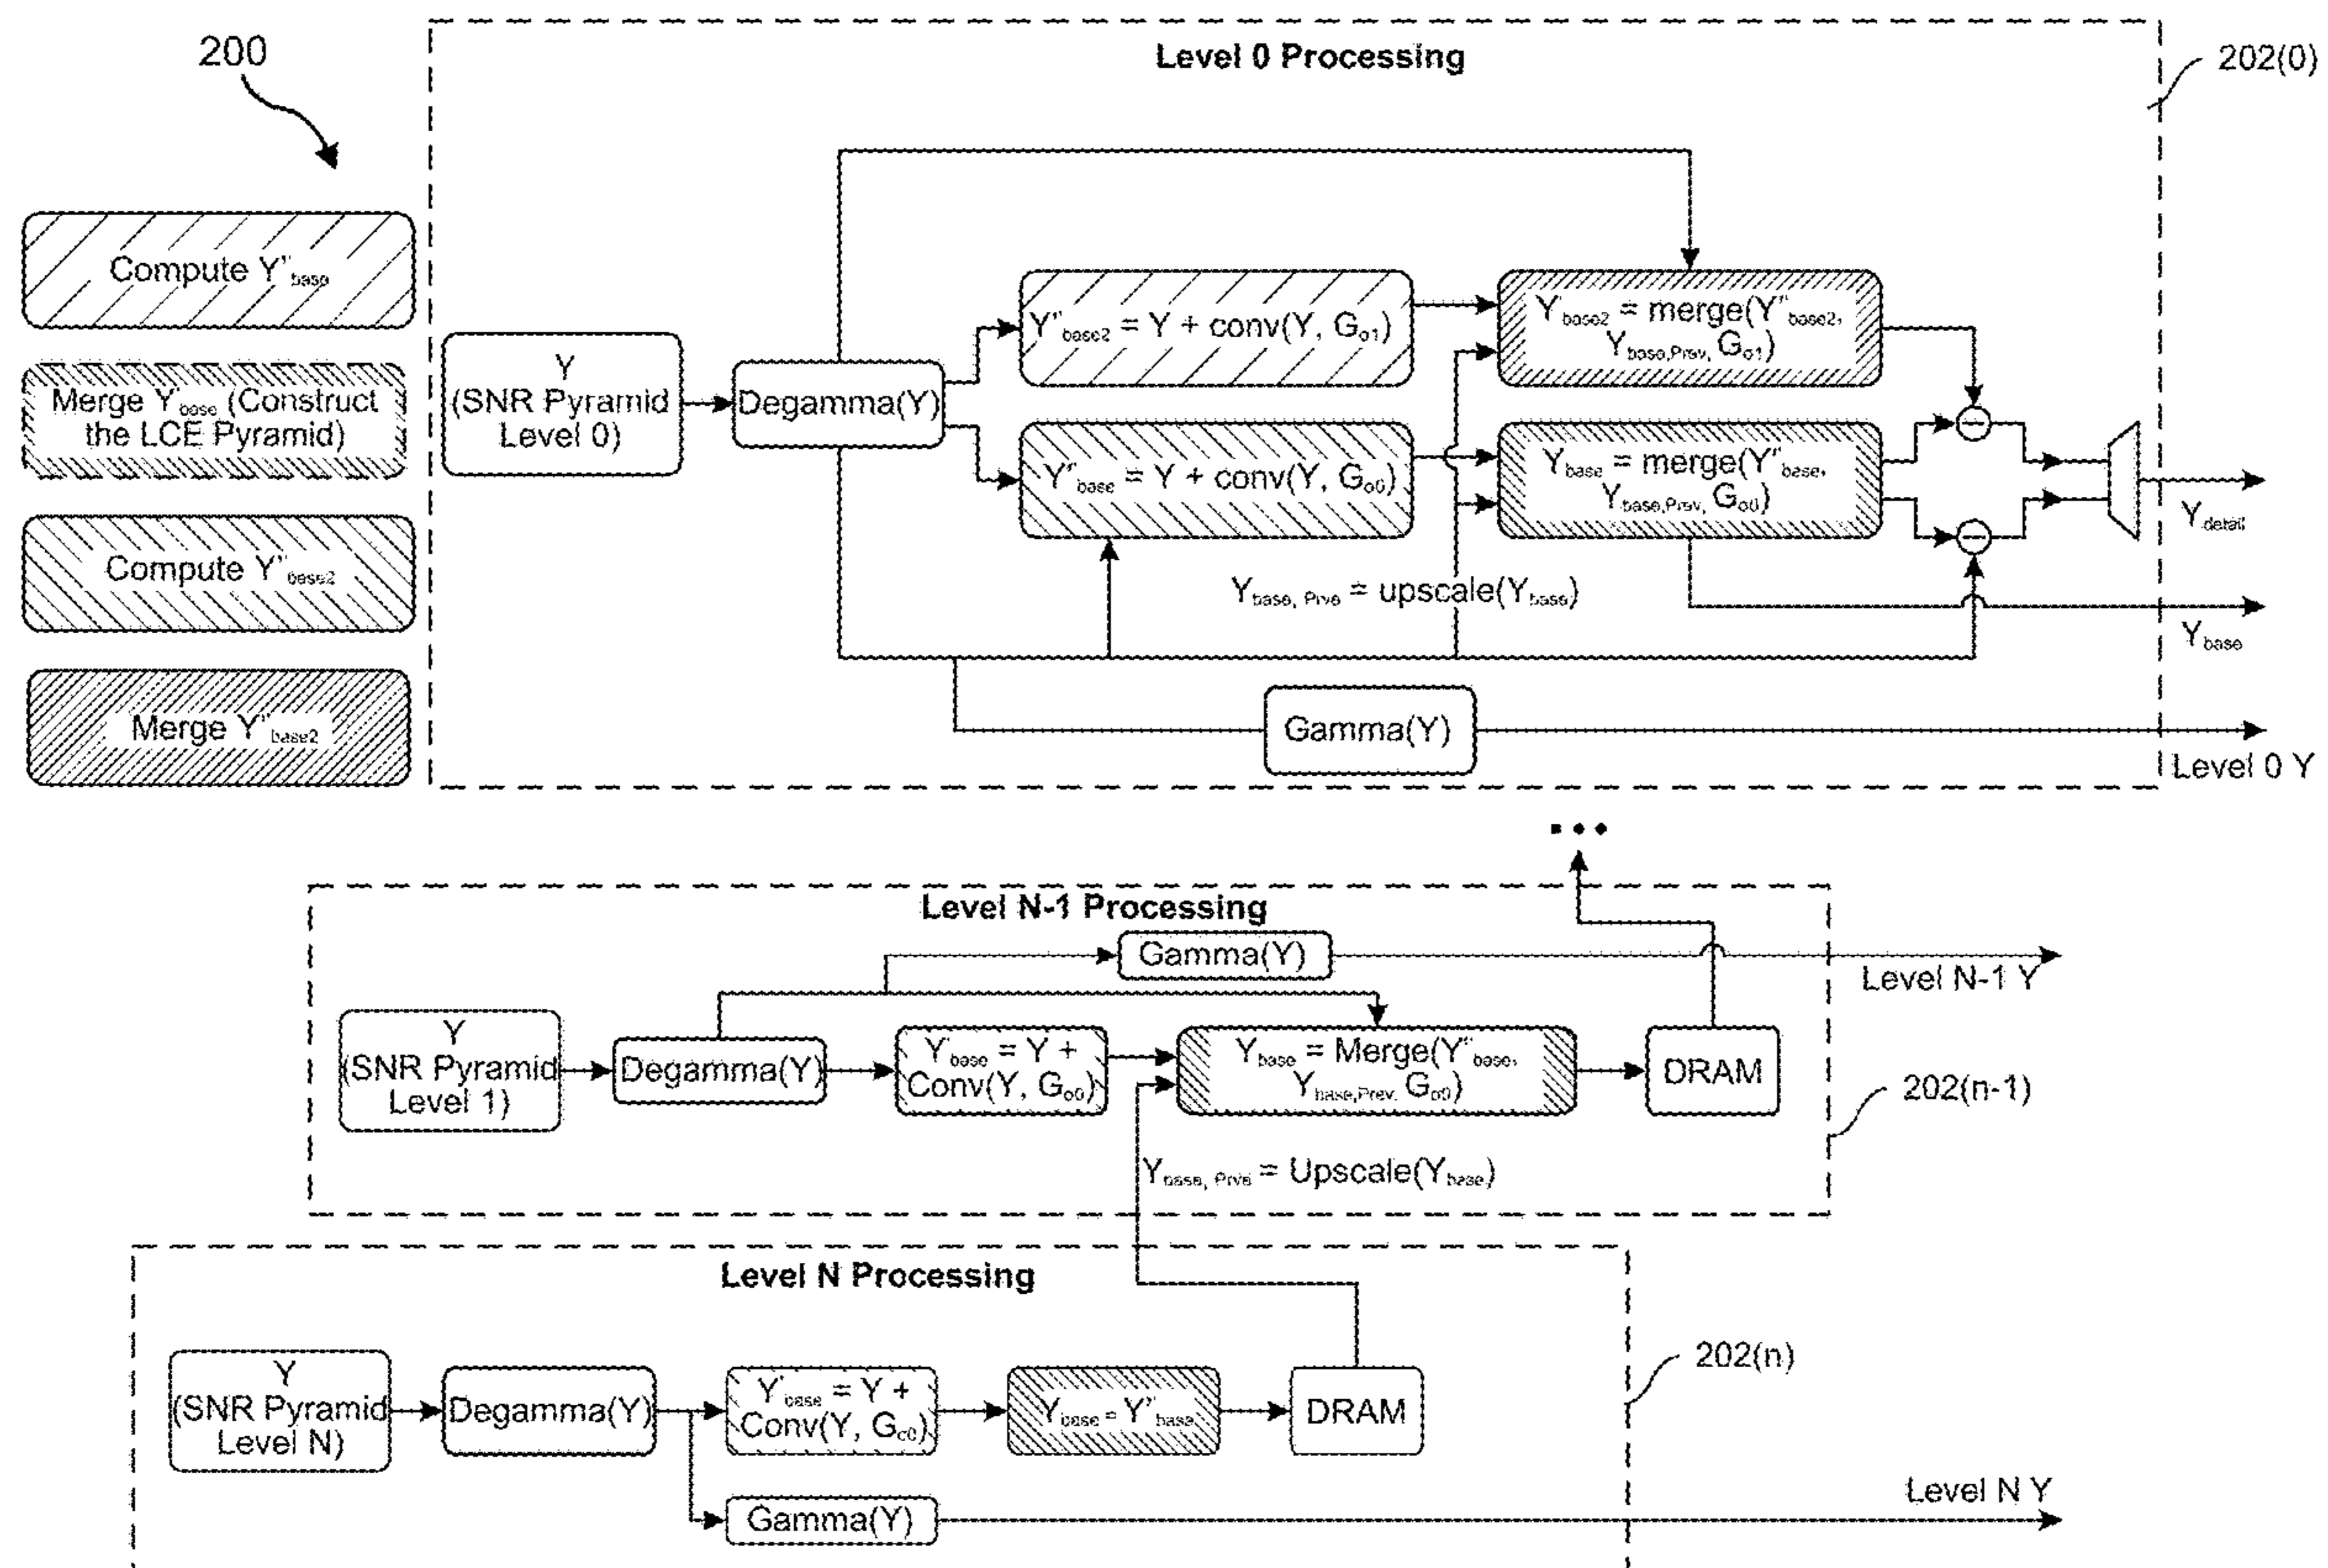 200
Level 0 Processing
202(0)
Compute Y"base
Merge Y'base (Construct
the LCE Pyramid)
Compute Y"base2
Merge Y"base2
Y
(SNR Pyramid
Level 0)
Degamma(Y)
Y"base2 = Y + conv(Y, Go1)
Y"base = Y + conv(Y, Go0)
Y'base2 = merge(Y"base2,
Ybase,Prev, Go1)
Ybase = merge(Y"base,
Ybase,Prev, Go0)
Ybase, Prve = upscale(Ybase)
Ydetail
Ybase
Gamma(Y)
Level 0 Y
Level N-1 Processing
Gamma(Y)
Level N-1 Y
Y
(SNR Pyramid
Level 1)
Degamma(Y)
Y'base = Y +
Conv(Y, Go0)
Ybase = Merge(Y"base,
Ybase,Prev, Go0)
DRAM
202(n-1)
Ybase, Prve = Upscale(Ybase)
Level N Processing
202(n)
Y
(SNR Pyramid
Level N)
Degamma(Y)
Y'base = Y +
Conv(Y, Go0)
Ybase = Y"base
DRAM
Gamma(Y)
Level N Y